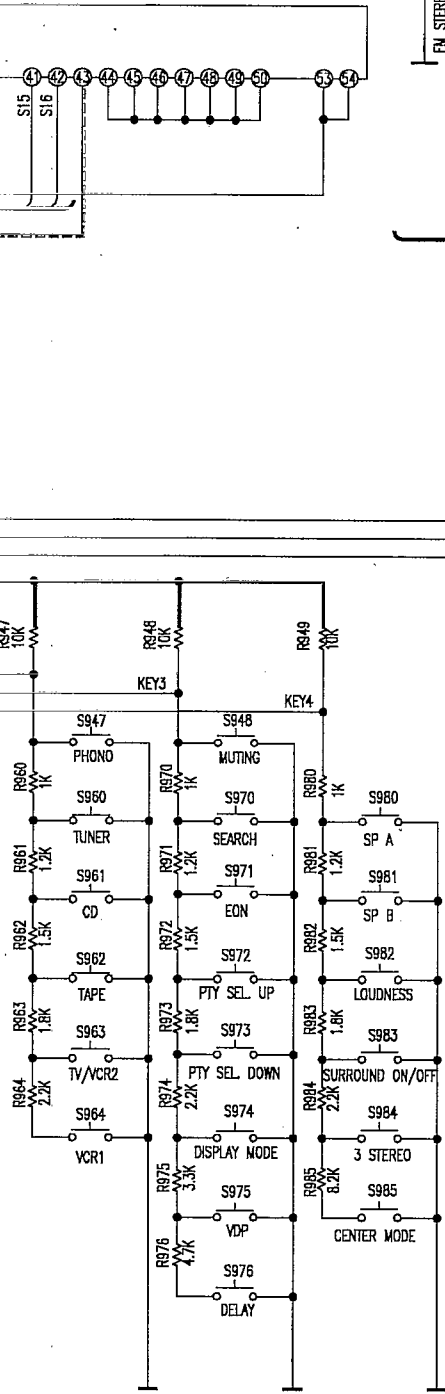 FM STERE
41 42 43 44 45 46 47 48 49 50 53 54
S15 S16
R947 10K
R948 10K
R949 10K
KEY3
KEY4
S947
PHONO
S948
MUTING
R960 1K
R970 1K
R980 1K
S960
TUNER
S970
SEARCH
S980
SP A
R961 1.2K
R971 1.2K
R981 1.2K
S961
CD
S971
EON
S981
SP B
R962 1.5K
R972 1.5K
R982 1.5K
S962
TAPE
S972
PTY SEL. UP
S982
LOUDNESS
R963 1.8K
R973 1.8K
R983 1.8K
S963
TV/VCR2
S973
PTY SEL. DOWN
S983
SURROUND ON/OFF
R964 2.2K
R974 2.2K
R984 2.2K
S964
VCR1
S974
DISPLAY MODE
S984
3 STEREO
R975 3.3K
R985 8.2K
S975
VDP
S985
CENTER MODE
R976 4.7K
S976
DELAY